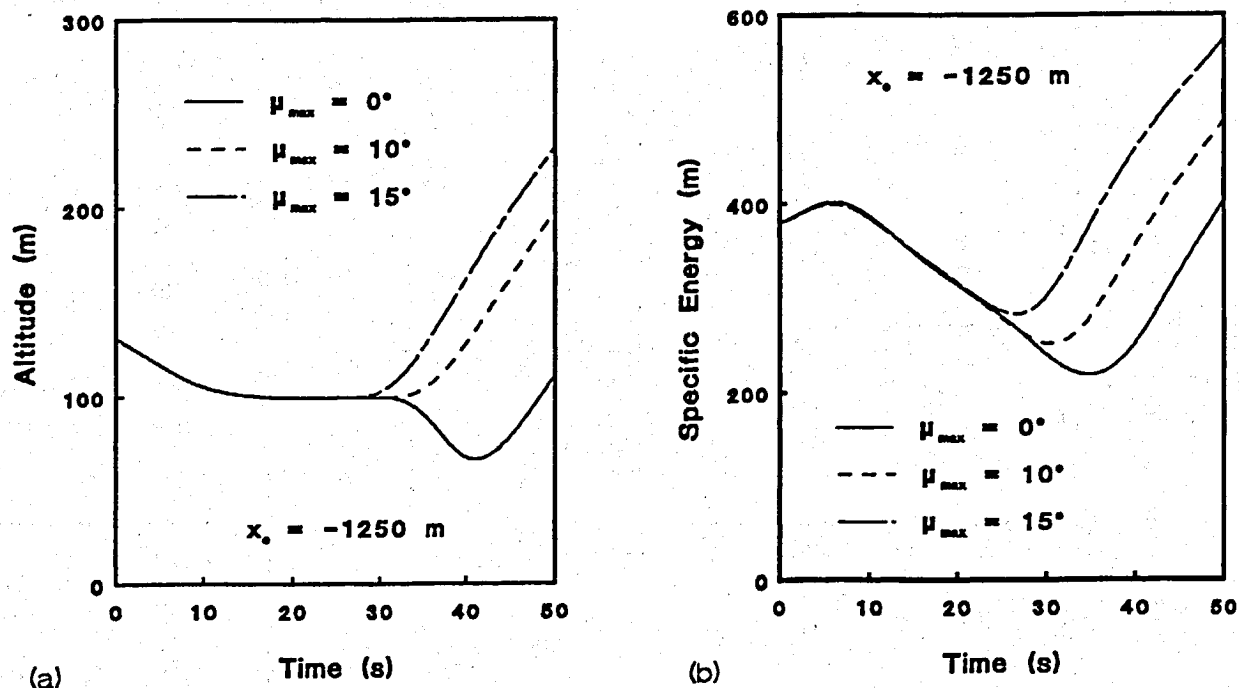 300
200
100
0
Altitude (m)
μmax = 0°
μmax = 10°
μmax = 15°
x₀ = -1250 m
0 10 20 30 40 50
Time (s)
(a)
600
400
200
0
Specific Energy (m)
x₀ = -1250 m
μmax = 0°
μmax = 10°
μmax = 15°
0 10 20 30 40 50
Time (s)
(b)